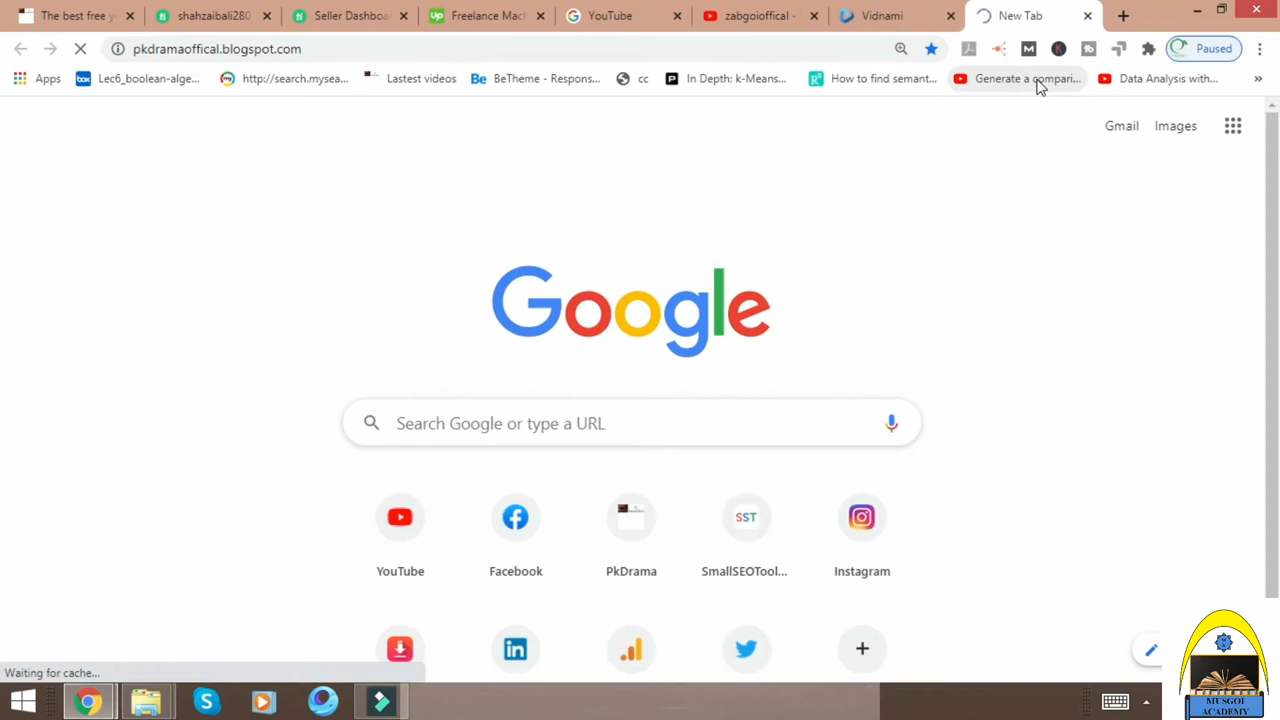 The best free y
shahzaibali280
Seller Dashboa
Freelance Mach
YouTube
zabgoioffical -
Vidnami
New Tab
pkdramaoffical.blogspot.com
Paused
Apps
Lec6_boolean-alge...
http://search.mysea...
Latest videos
BeTheme - Respons...
cc
In Depth: k-Means...
How to find semant...
Generate a compari...
Data Analysis with...
»
Gmail
Images
Google
Search Google or type a URL
SST
YouTube
Facebook
PkDrama
SmallSEOTool...
Instagram
Waiting for cache...
MUSGOI
ACADEMY